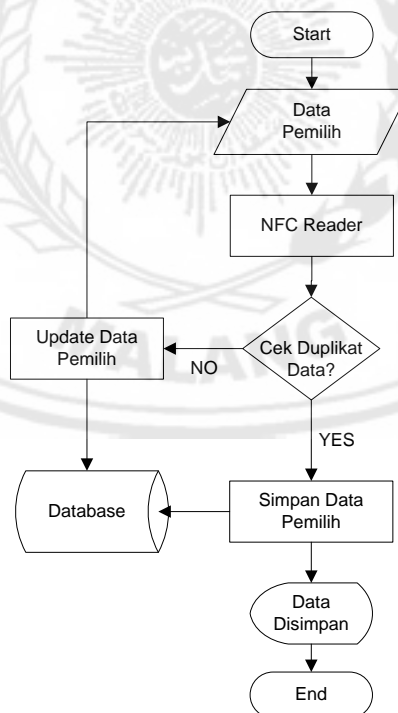 Start
Data
Pemilih
NFC Reader
Cek Duplikat
Data?
NO
Update Data
Pemilih
YES
Simpan Data
Pemilih
Database
Data
Disimpan
End
MALANG